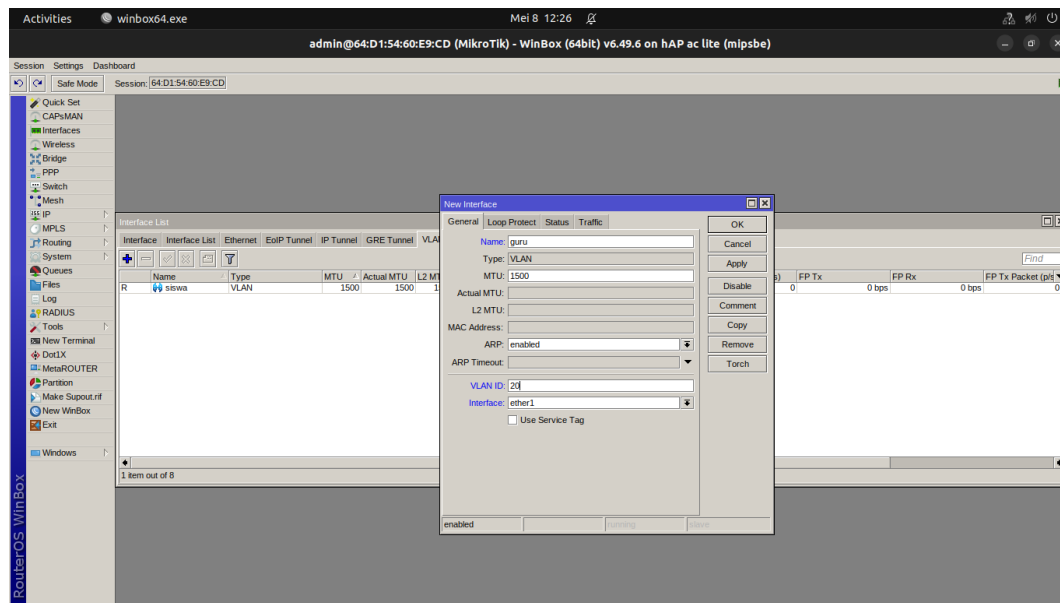 Activities winbox64.exe Mei 8 12:26
admin@64:D1:54:60:E9:CD (MikroTik) - WinBox (64bit) v6.49.6 on hAP ac lite (mipsbe)
Session Settings Dashboard
Safe Mode Session: 64:D1:54:60:E9:CD
Quick Set
CAPsMAN
Interfaces
Wireless
Bridge
PPP
Switch
Mesh
IP
MPLS
Routing
System
Queues
Files
Log
RADIUS
Tools
New Terminal
Dot1X
MetaROUTER
Partition
Make Supout.rif
New WinBox
Exit
Windows
RouterOS WinBox
Interface List
Interface Interface List Ethernet EoIP Tunnel IP Tunnel GRE Tunnel
Find
Name Type MTU Actual MTU FP Tx FP Rx FP Tx Packet
R siswa VLAN 1500 1500 0 0 bps 0 bps 0
1 item out of 8
New Interface
General Loop Protect Status Traffic
Name: guru
Type: VLAN
MTU: 1500
Actual MTU:
L2 MTU:
MAC Address:
ARP: enabled
ARP Timeout:
VLAN ID: 20
Interface: ether1
Use Service Tag
OK
Cancel
Apply
Disable
Comment
Copy
Remove
Torch
enabled running slave